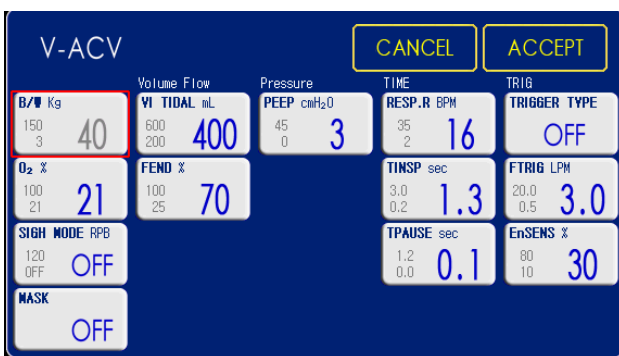 V-ACV
CANCEL
ACCEPT
Volume Flow
Pressure
TIME
TRIG
B/W Kg
150
3
40
VI TIDAL mL
600
200
400
PEEP cmH₂O
45
0
3
RESP.R BPM
35
2
16
TRIGGER TYPE
OFF
O₂ %
100
21
21
FEND %
100
25
70
TINSP sec
3.0
0.2
1.3
FTRIG LPM
20.0
0.5
3.0
SIGH MODE RPB
120
OFF
OFF
TPAUSE sec
1.2
0.0
0.1
EnSENS %
80
10
30
MASK
OFF